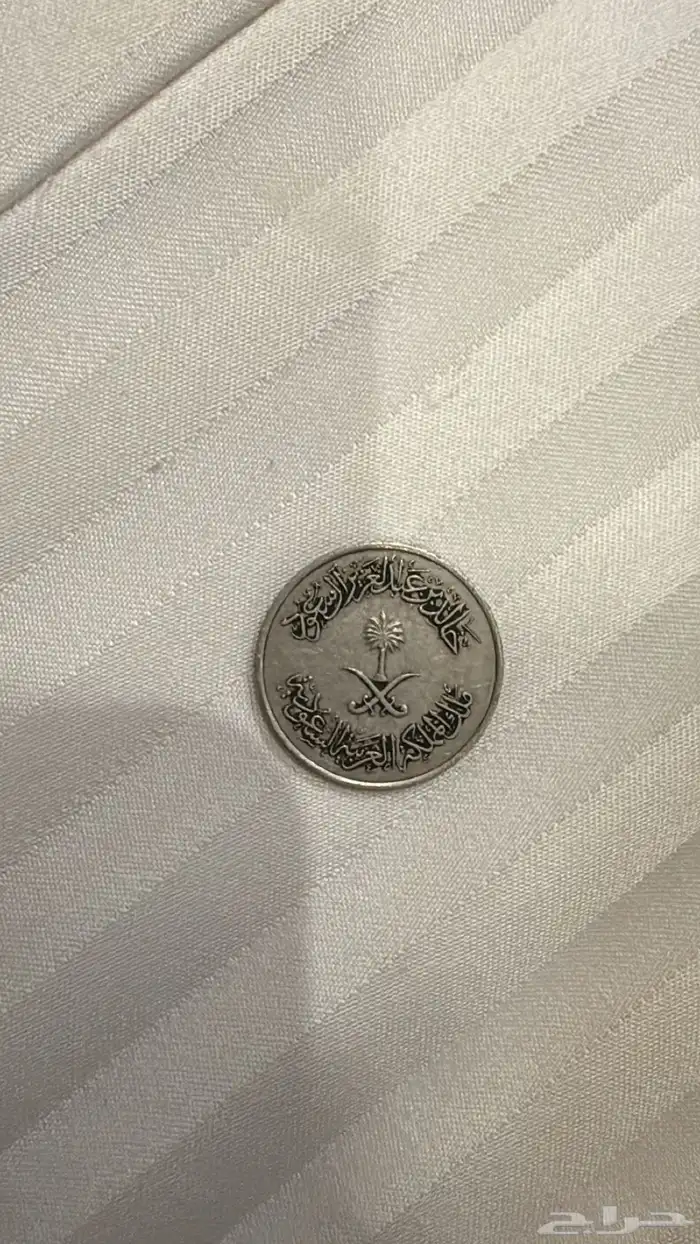 خالد بن عبد العزيز آل سعود
ملك المملكة العربية السعودية
حراج